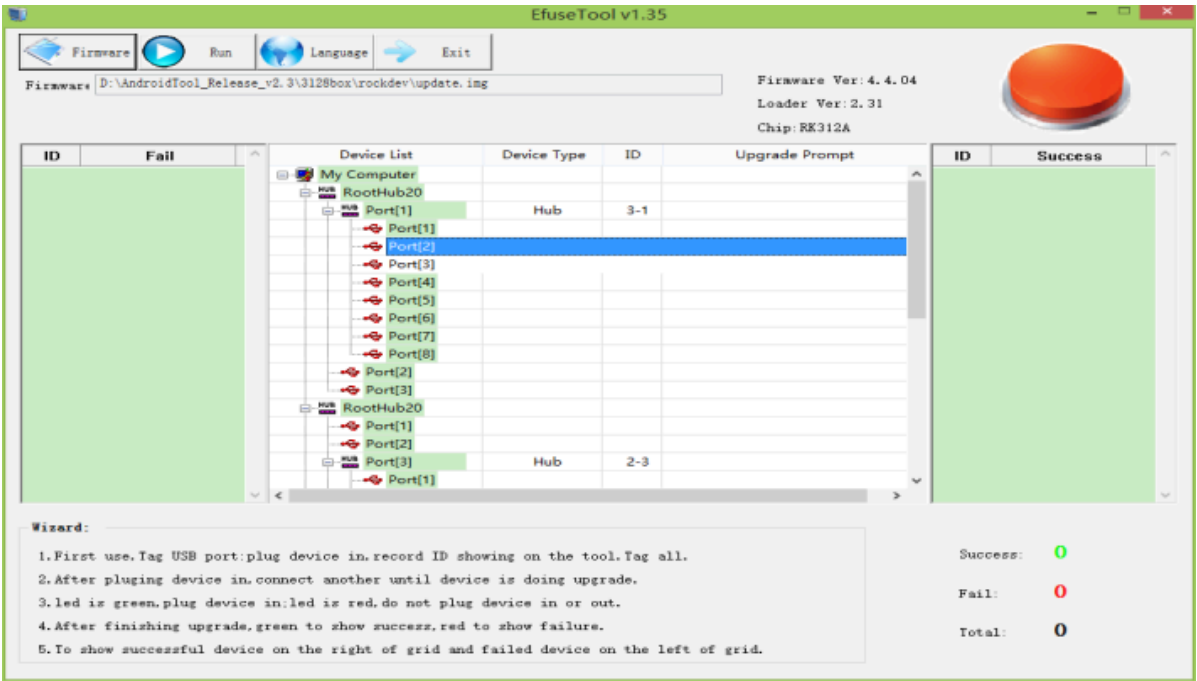 EfuseTool v1.35
Firmware Run Language Exit
Firmware D:\AndroidTool_Release_v2.3\3128box\rockdev\update.img
Firmware Ver:4.4.04
Loader Ver:2.31
Chip:RK312A
ID Fail Device List Device Type ID Upgrade Prompt ID Success
My Computer
HUB RootHub20
HUB Port[1] Hub 3-1
Port[1]
Port[2]
Port[3]
Port[4]
Port[5]
Port[6]
Port[7]
Port[8]
Port[2]
Port[3]
HUB RootHub20
Port[1]
Port[2]
HUB Port[3] Hub 2-3
Port[1]
Wizard:
1.First use,Tag USB port:plug device in,record ID showing on the tool.Tag all.
2.After pluging device in,connect another until device is doing upgrade.
3.led is green,plug device in;led is red,do not plug device in or out.
4.After finishing upgrade,green to show success,red to show failure.
5.To show successful device on the right of grid and failed device on the left of grid.
Success: 0
Fail: 0
Total: 0